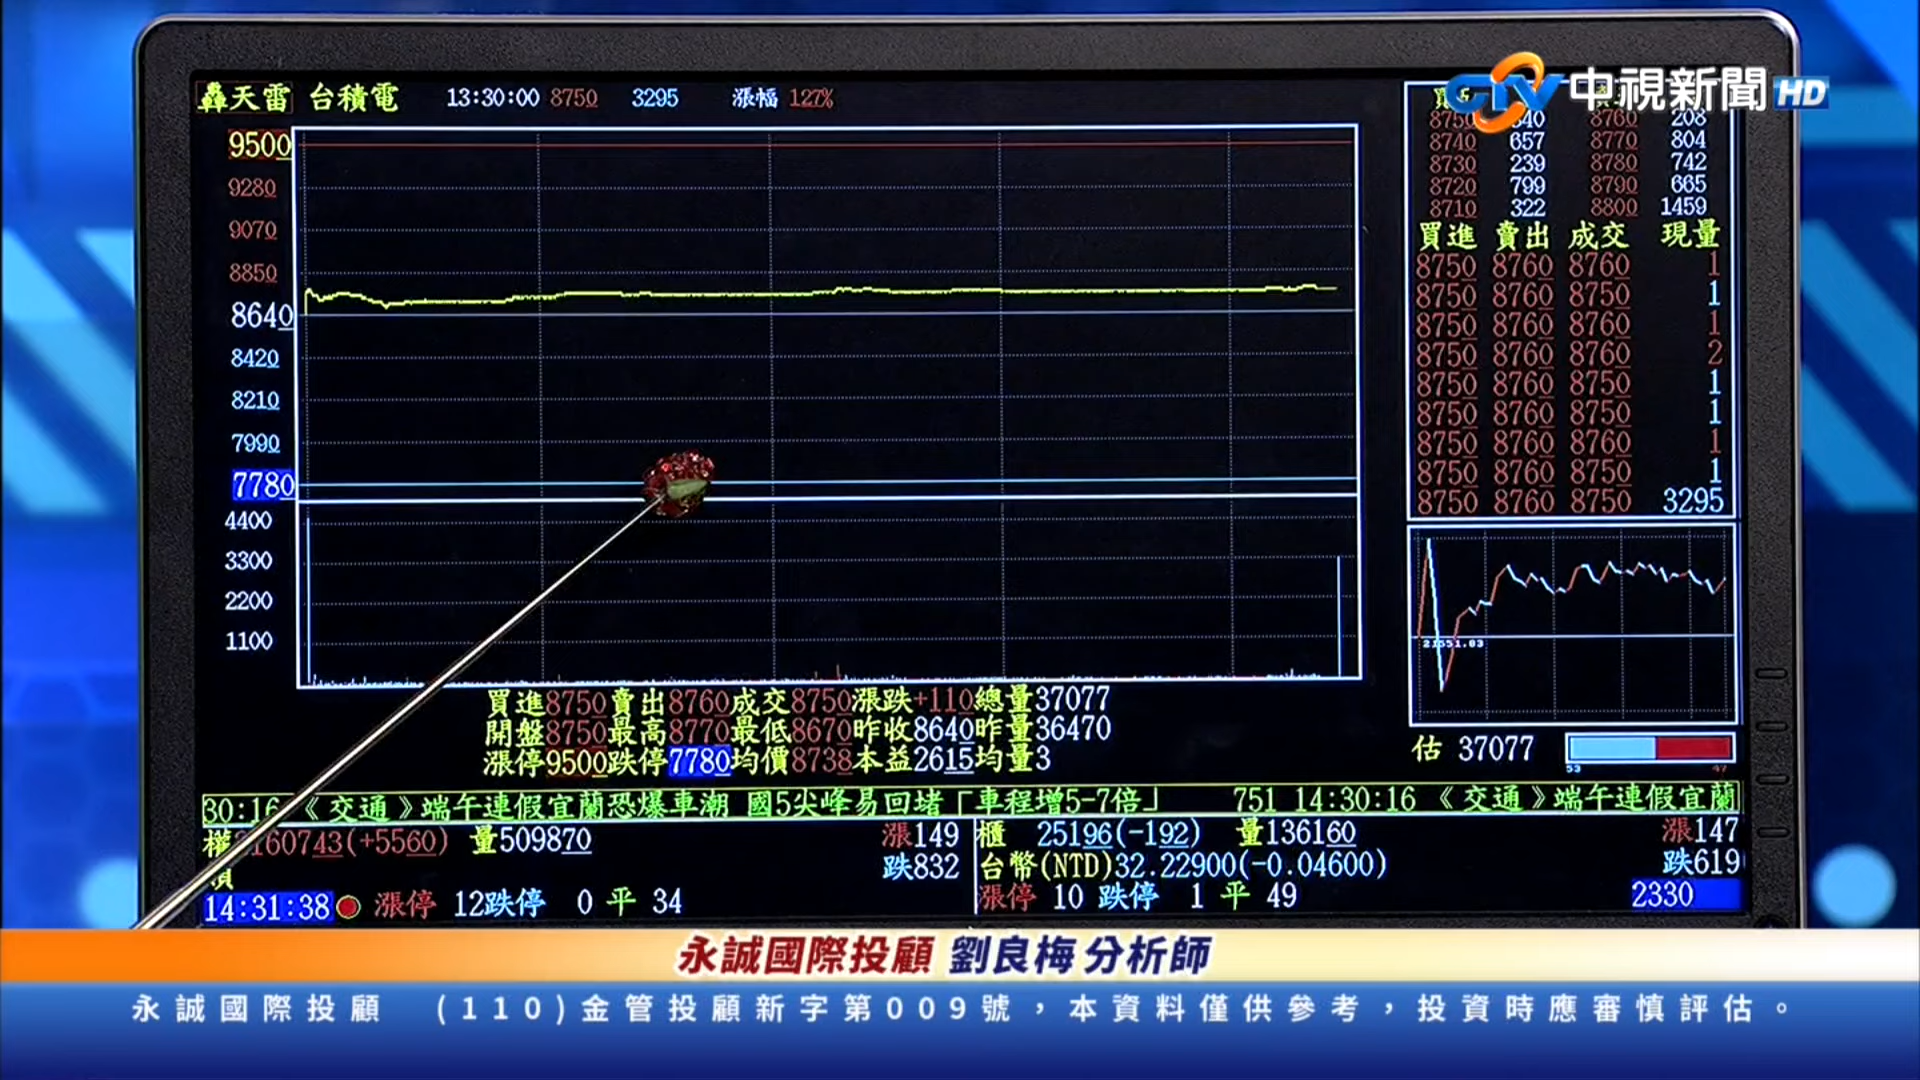 CTV 中視新聞 HD
轟天雷 台積電 13:30:00 8750 3295 漲幅 127%
9500
9280
9070
8850
8640
8420
8210
7990
7780
4400
3300
2200
1100
8750 8760 208
8740 657 8770 804
8730 239 8780 742
8720 799 8790 665
8710 322 8800 1459
買進 賣出 成交 現量
8750 8760 8760 1
8750 8760 8750 1
8750 8760 8760 1
8750 8760 8760 2
8750 8760 8750 1
8750 8760 8750 1
8750 8760 8760 1
8750 8760 8750 1
8750 8760 8750 3295
21551.83
估 37077
53 47
買進8750賣出8760成交8750漲跌+110總量37077
開盤8750最高8770最低8670昨收8640昨量36470
漲停9500跌停7780均價8738本益2615均量3
30:16 《交通》端午連假宜蘭恐爆車潮 國5尖峰易回堵「車程增5-7倍」 751 14:30:16 《交通》端午連假宜蘭
權 160743(+5560) 量509870 漲149
跌832
櫃 25196(-192) 量136160 漲147
台幣(NTD)32.22900(-0.04600) 跌619
14:31:38 漲停 12跌停 0 平 34
漲停 10 跌停 1 平 49 2330
永誠國際投顧 劉良梅分析師
永誠國際投顧 (110)金管投顧新字第009號，本資料僅供參考，投資時應審慎評估。